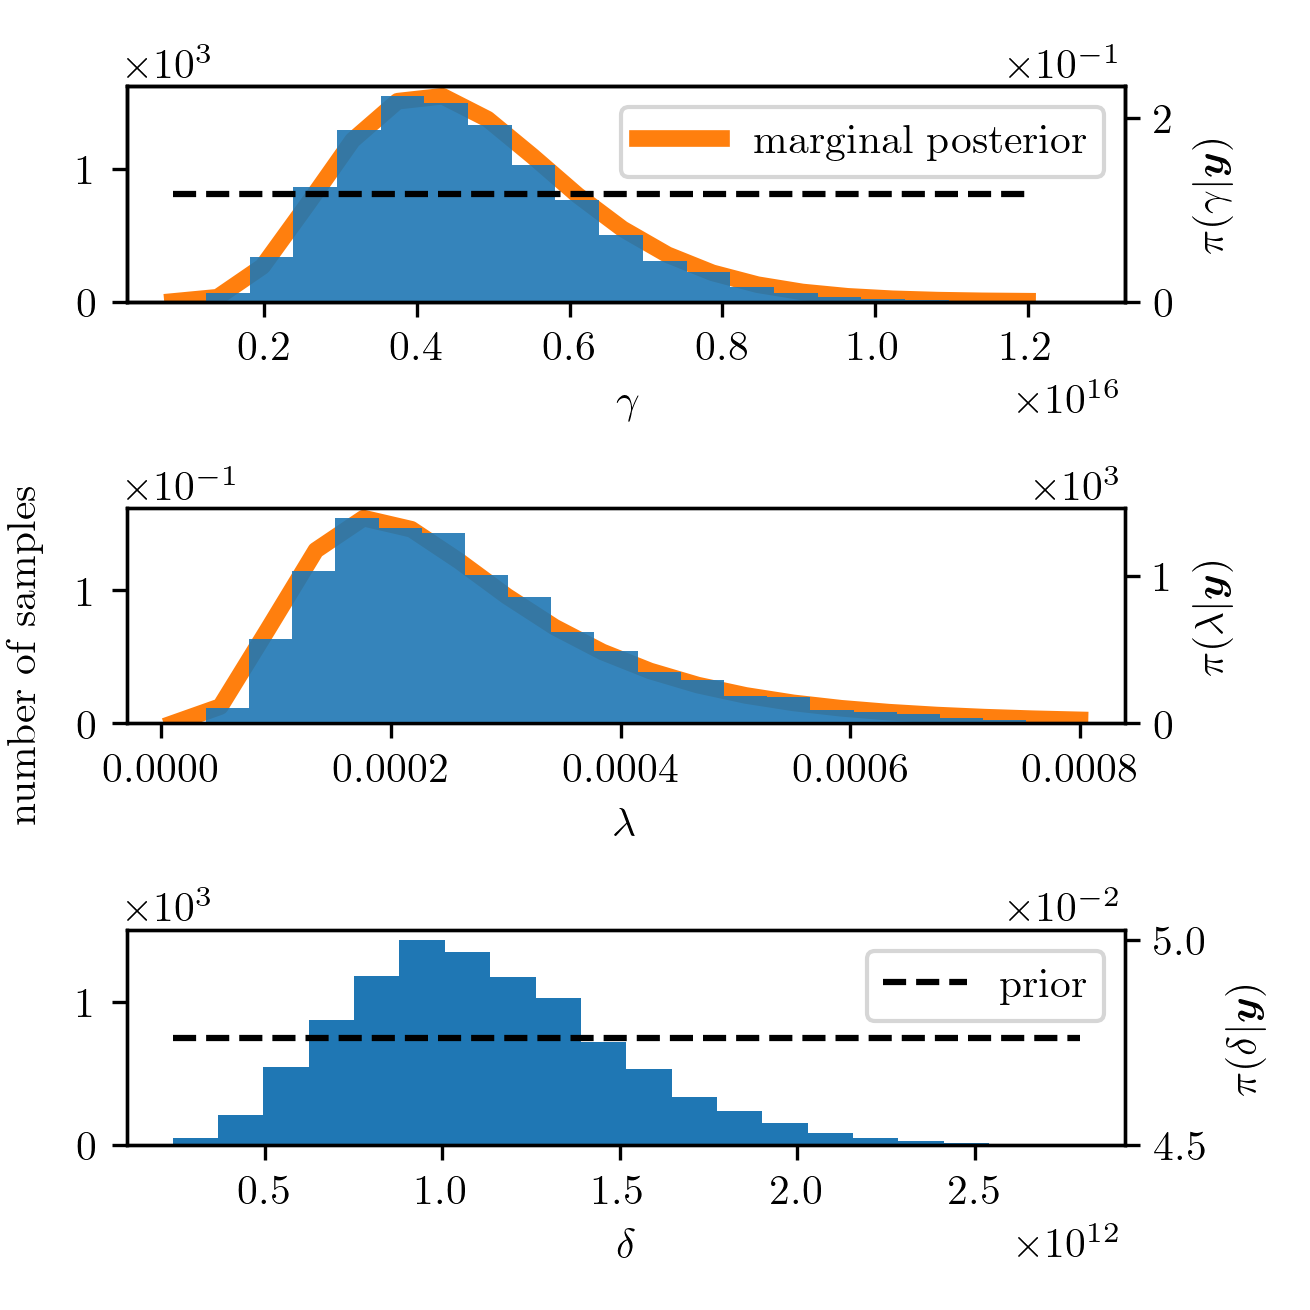 ×10³ ×10⁻¹
marginal posterior
1
0
2
0
π(γ|y)
0.2 0.4 0.6 0.8 1.0 1.2
γ
×10¹⁶
number of samples
×10⁻¹ ×10³
1
0
1
0
π(λ|y)
0.0000 0.0002 0.0004 0.0006 0.0008
λ
×10³ ×10⁻²
prior
1
0
5.0
4.5
π(δ|y)
0.5 1.0 1.5 2.0 2.5
δ
×10¹²